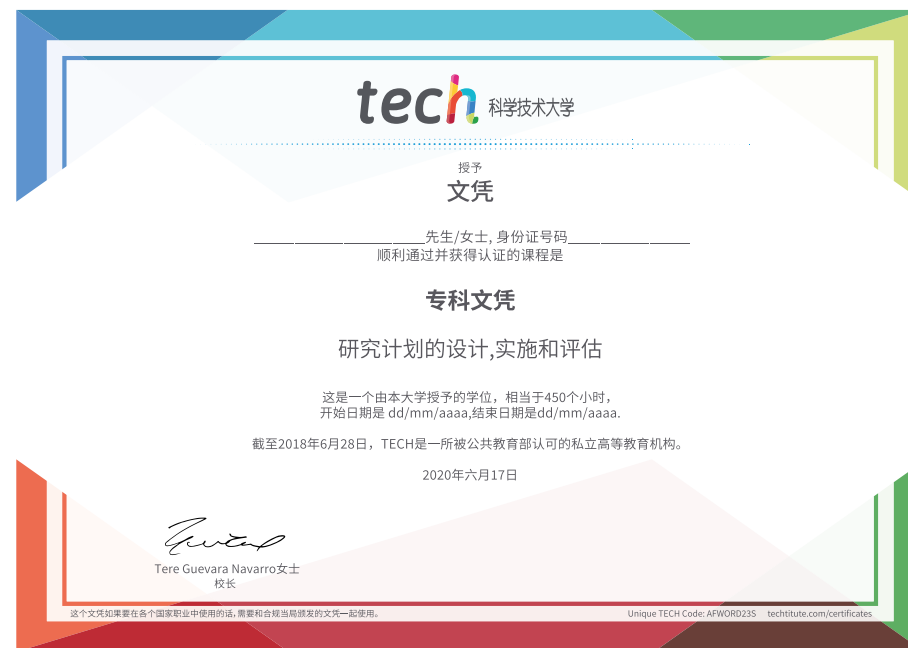 tech 科学技术大学
授予
文凭
先生/女士, 身份证号码
顺利通过并获得认证的课程是
专科文凭
研究计划的设计,实施和评估
这是一个由本大学授予的学位，相当于450个小时，
开始日期是 dd/mm/aaaa,结束日期是dd/mm/aaaa.
截至2018年6月28日，TECH是一所被公共教育部认可的私立高等教育机构。
2020年六月17日
Tere Guevara Navarro女士
校长
这个文凭如果要在各个国家职业中使用的话,需要和合规当局颁发的文凭一起使用。
Unique TECH Code: AFWORD23S techtitute.com/certificates